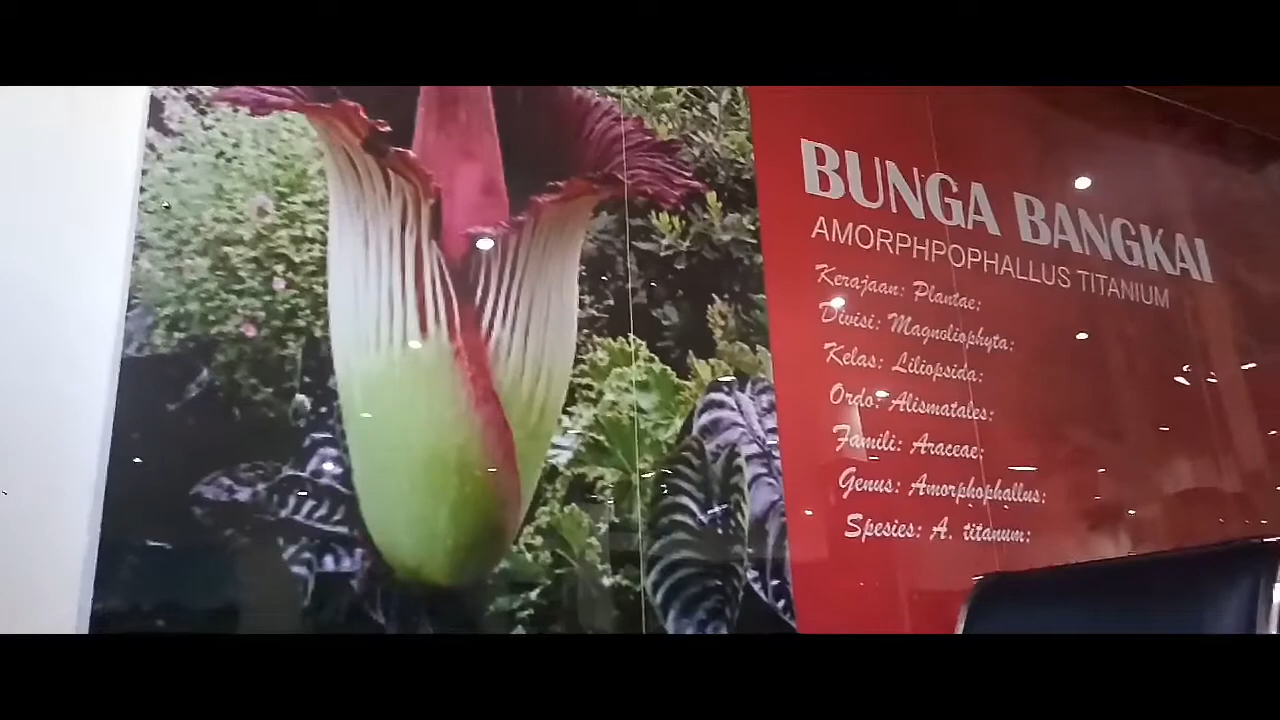 BUNGA BANGKAI
AMORPHPOPHALLUS TITANIUM
Kerajaan: Plantae;
Divisi: Magnoliophyta:
Kelas: Liliopsida:
Ordo: Alismatales:
Famili: Araceae;
Genus: Amorphophallus:
Spesies: A. titanum: